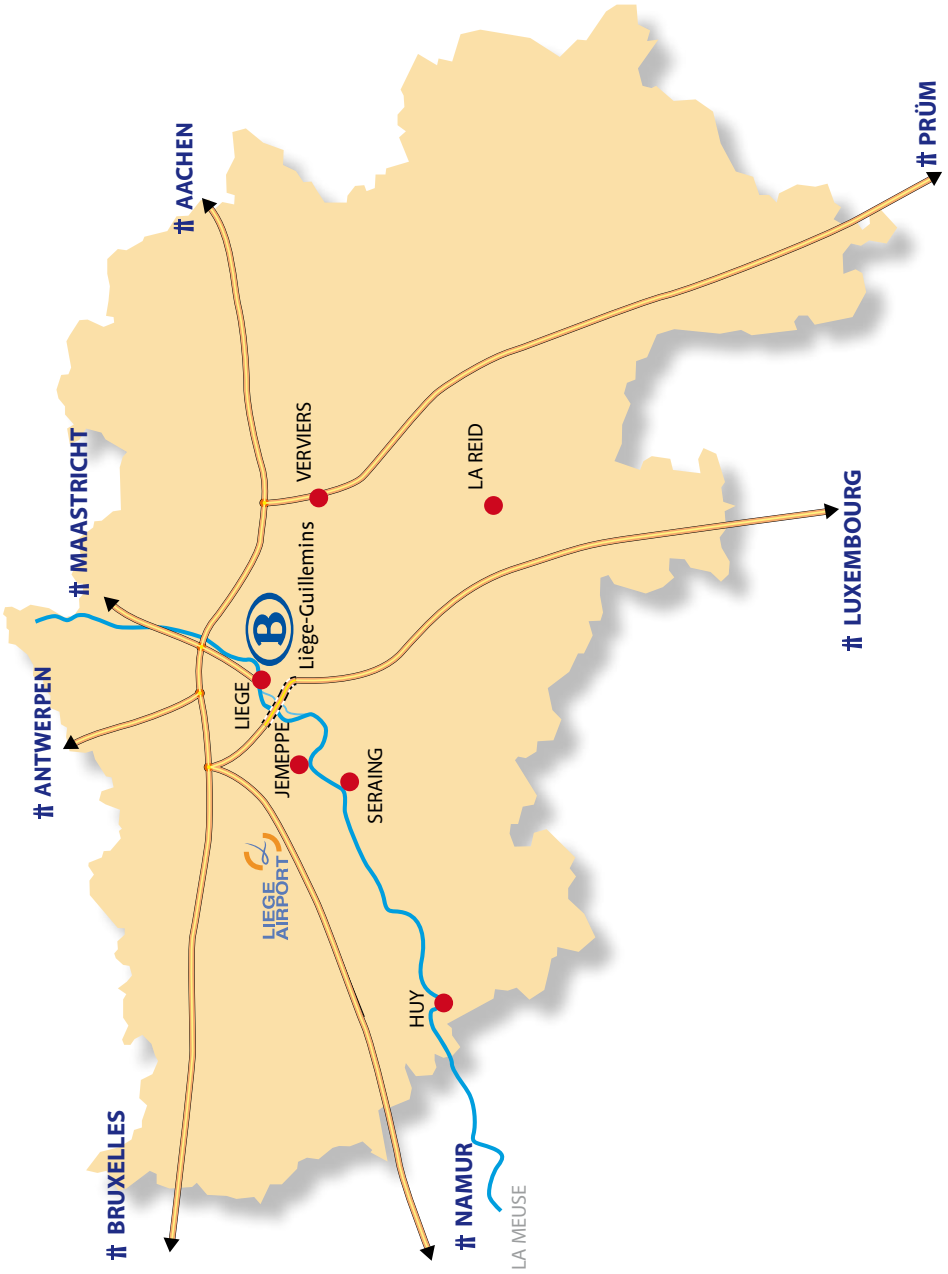 MAASTRICHT
ANTWERPEN
AACHEN
BRUXELLES
LIEGE
B
Liège-Guillemins
VERVIERS
LIEGE
AIRPORT
JEMEPPE
SERAING
HUY
LA REID
NAMUR
LA MEUSE
LUXEMBOURG
PRÜM